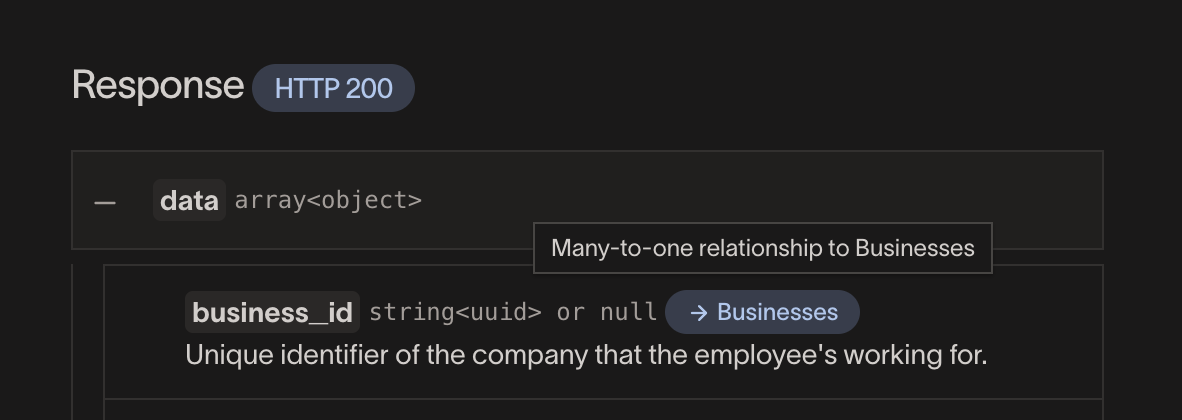 Response HTTP 200
— data array<object>
Many-to-one relationship to Businesses
business_id string<uuid> or null → Businesses
Unique identifier of the company that the employee's working for.